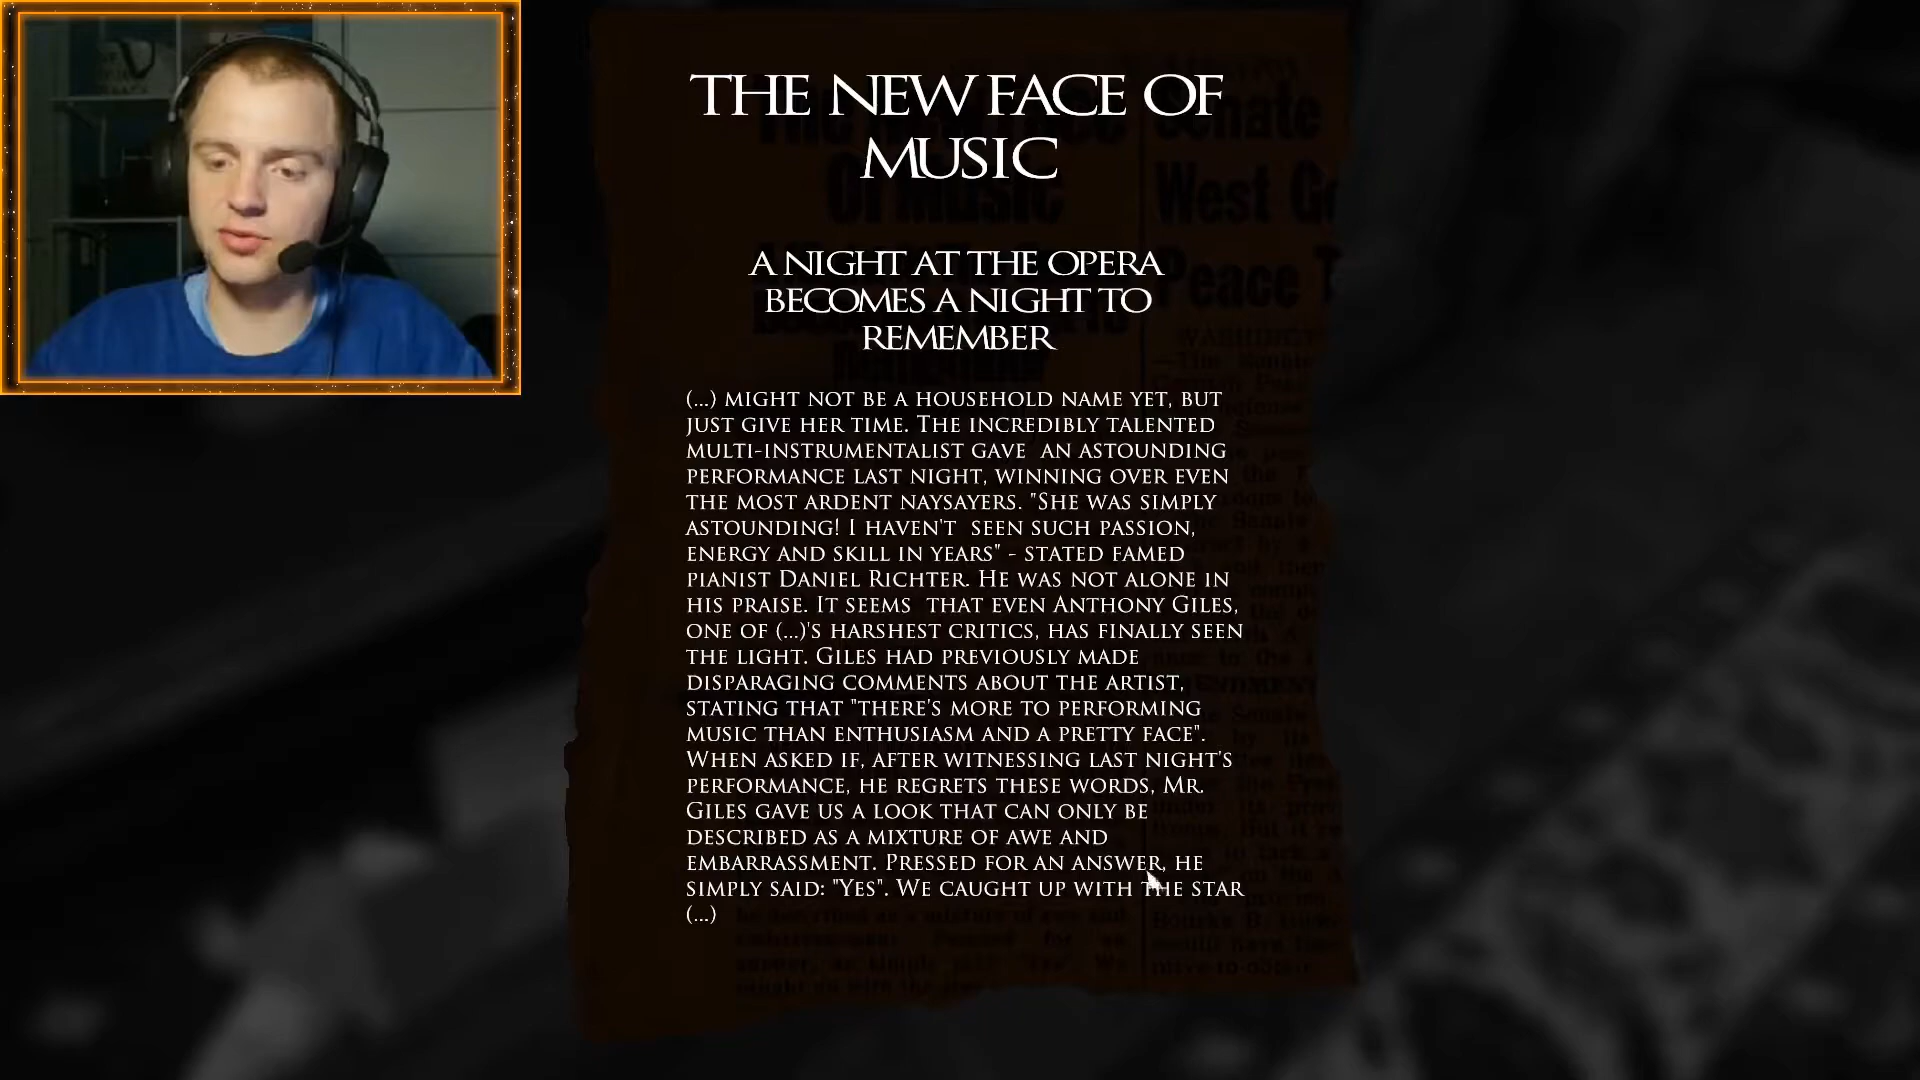 THE NEW FACE OF
MUSIC
A NIGHT AT THE OPERA
BECOMES A NIGHT TO
REMEMBER
(...) MIGHT NOT BE A HOUSEHOLD NAME YET, BUT
JUST GIVE HER TIME. THE INCREDIBLY TALENTED
MULTI-INSTRUMENTALIST GAVE AN ASTOUNDING
PERFORMANCE LAST NIGHT, WINNING OVER EVEN
THE MOST ARDENT NAYSAYERS. "SHE WAS SIMPLY
ASTOUNDING! I HAVEN'T SEEN SUCH PASSION,
ENERGY AND SKILL IN YEARS" - STATED FAMED
PIANIST DANIEL RICHTER. HE WAS NOT ALONE IN
HIS PRAISE. IT SEEMS THAT EVEN ANTHONY GILES,
ONE OF (...)'S HARSHEST CRITICS, HAS FINALLY SEEN
THE LIGHT. GILES HAD PREVIOUSLY MADE
DISPARAGING COMMENTS ABOUT THE ARTIST,
STATING THAT "THERE'S MORE TO PERFORMING
MUSIC THAN ENTHUSIASM AND A PRETTY FACE".
WHEN ASKED IF, AFTER WITNESSING LAST NIGHT'S
PERFORMANCE, HE REGRETS THESE WORDS, MR.
GILES GAVE US A LOOK THAT CAN ONLY BE
DESCRIBED AS A MIXTURE OF AWE AND
EMBARRASSMENT. PRESSED FOR AN ANSWER, HE
SIMPLY SAID: "YES". WE CAUGHT UP WITH THE STAR
(...)
Senate
West
Peace